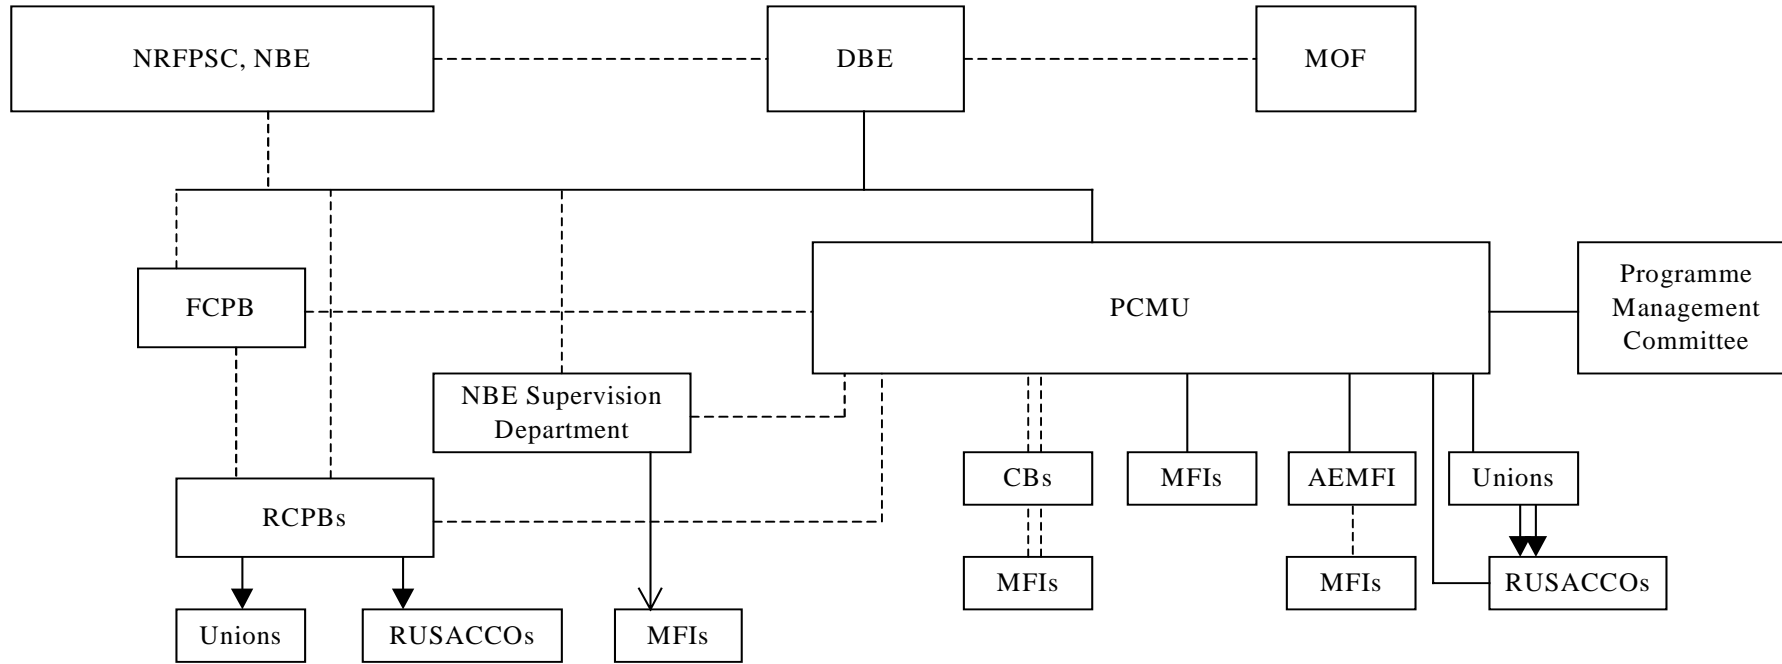 NRFPSC, NBE
DBE
MOF
FCPB
PCMU
Programme
Management
Committee
NBE Supervision
Department
CBs
MFIs
AEMFI
Unions
RCPBs
MFIs
MFIs
RUSACCOs
Unions
RUSACCOs
MFIs